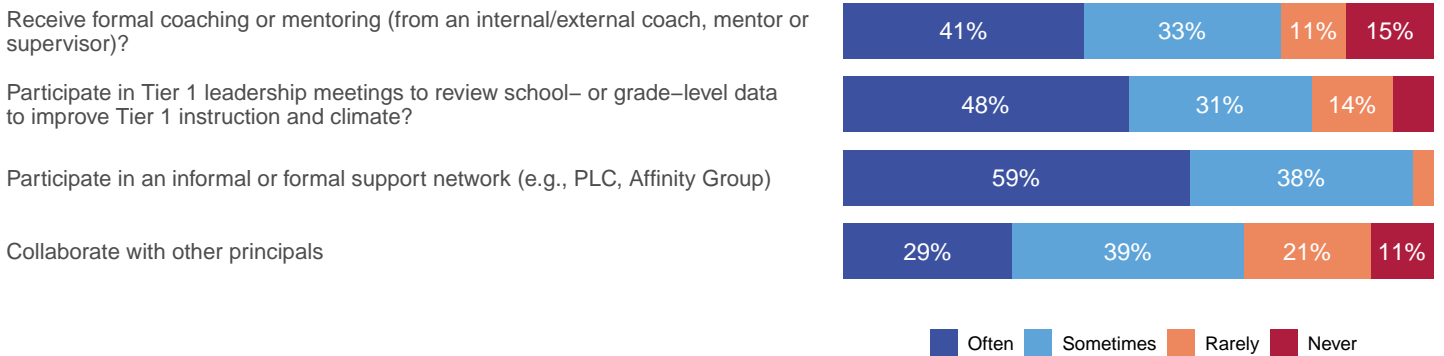 Receive formal coaching or mentoring (from an internal/external coach, mentor or
supervisor)?
41% 33% 11% 15%
Participate in Tier 1 leadership meetings to review school− or grade−level data
to improve Tier 1 instruction and climate?
48% 31% 14%
Participate in an informal or formal support network (e.g., PLC, Affinity Group)
59% 38%
Collaborate with other principals
29% 39% 21% 11%
Often Sometimes Rarely Never